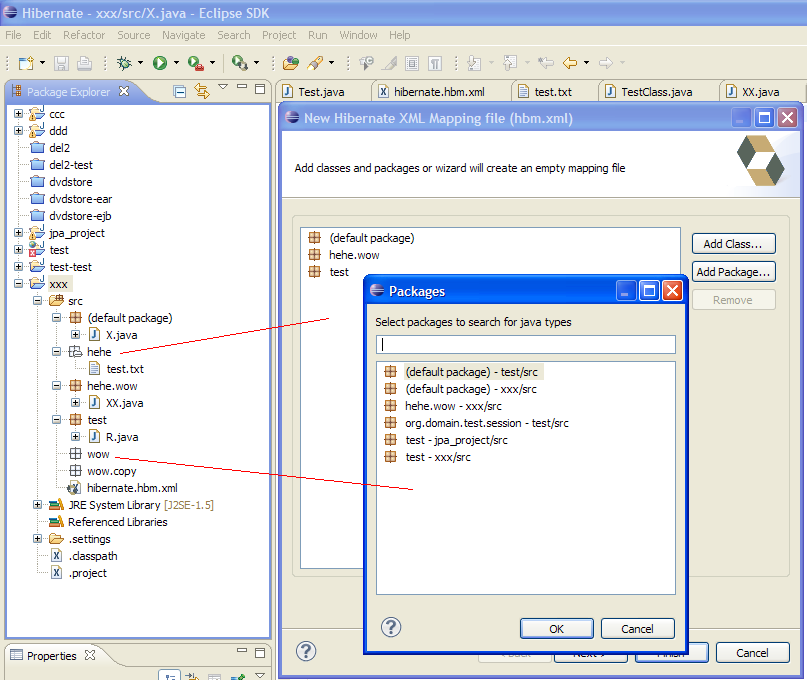 Hibernate - xxx/src/X.java - Eclipse SDK
File Edit Refactor Source Navigate Search Project Run Window Help
Package Explorer
Test.java hibernate.hbm.xml test.txt TestClass.java XX.java
ccc
ddd
del2
del2-test
dvdstore
dvdstore-ear
dvdstore-ejb
jpa_project
test
test-test
xxx
src
(default package)
X.java
hehe
test.txt
hehe.wow
XX.java
test
R.java
wow
wow.copy
hibernate.hbm.xml
JRE System Library [J2SE-1.5]
Referenced Libraries
.settings
.classpath
.project
Properties
New Hibernate XML Mapping file (hbm.xml)
Add classes and packages or wizard will create an empty mapping file
(default package)
hehe.wow
test
Add Class...
Add Package...
Remove
Packages
Select packages to search for java types
(default package) - test/src
(default package) - xxx/src
hehe.wow - xxx/src
org.domain.test.session - test/src
test - jpa_project/src
test - xxx/src
OK Cancel
< Back Next > Finish Cancel